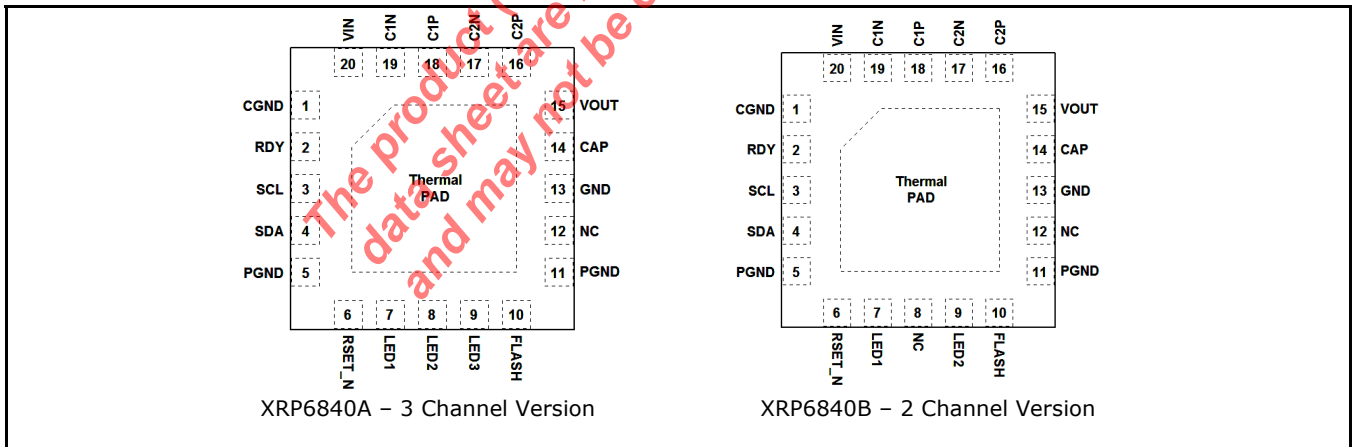 VIN C1N C1P C2N C2P
20 19 18 17 16
CGND 1
15 VOUT
RDY 2
14 CAP
SCL 3
13 GND
SDA 4
12 NC
PGND 5
11 PGND
Thermal
PAD
6 7 8 9 10
RSET_N LED1 LED2 LED3 FLASH
XRP6840A – 3 Channel Version
VIN C1N C1P C2N C2P
20 19 18 17 16
CGND 1
15 VOUT
RDY 2
14 CAP
SCL 3
13 GND
SDA 4
12 NC
PGND 5
11 PGND
Thermal
PAD
6 7 8 9 10
RSET_N LED1 NC LED2 FLASH
XRP6840B – 2 Channel Version
The product
data sheet are
and may not be